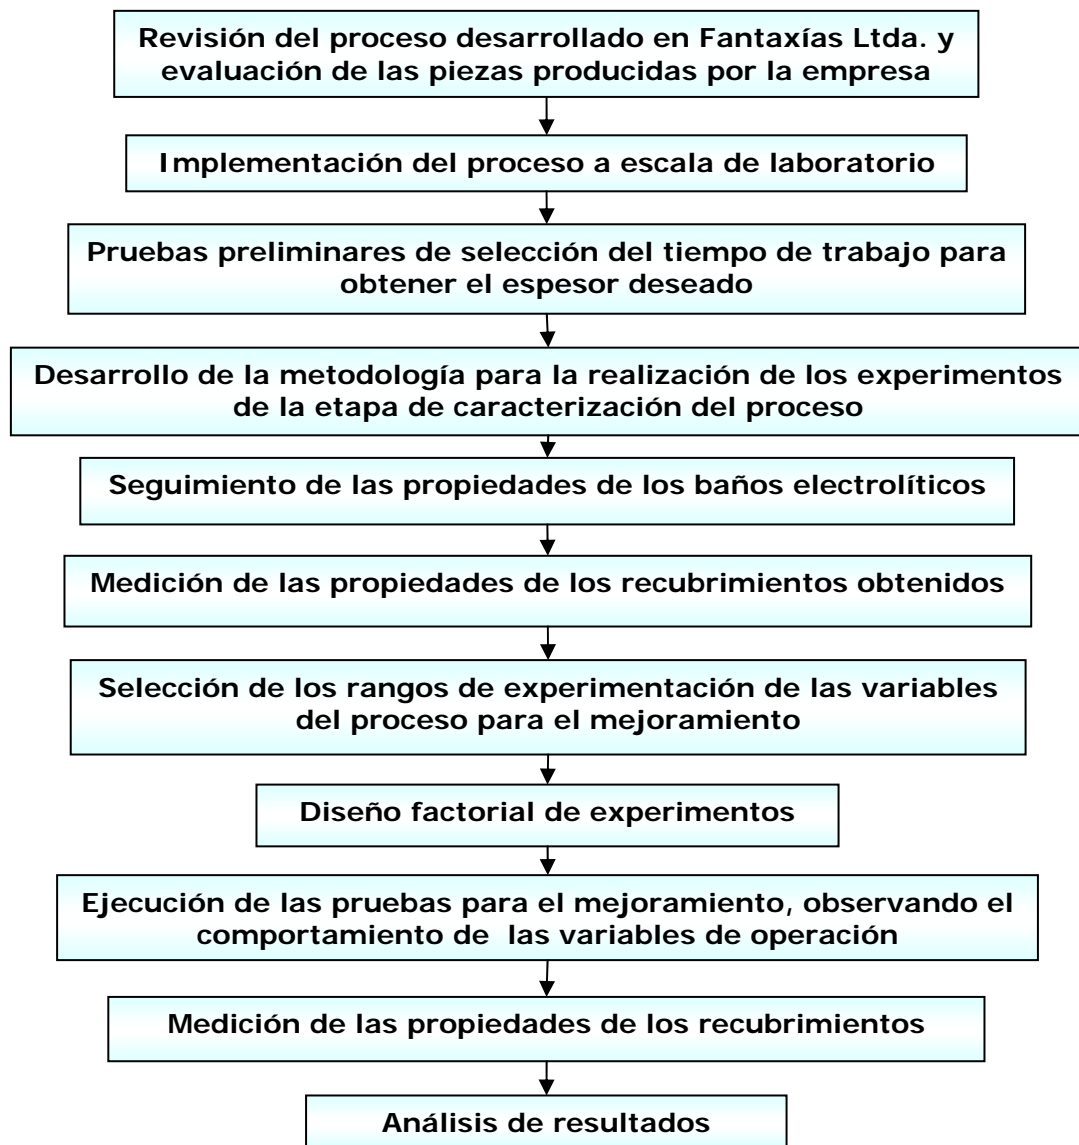 Revisión del proceso desarrollado en Fantaxías Ltda. y
evaluación de las piezas producidas por la empresa
Implementación del proceso a escala de laboratorio
Pruebas preliminares de selección del tiempo de trabajo para
obtener el espesor deseado
Desarrollo de la metodología para la realización de los experimentos
de la etapa de caracterización del proceso
Seguimiento de las propiedades de los baños electrolíticos
Medición de las propiedades de los recubrimientos obtenidos
Selección de los rangos de experimentación de las variables
del proceso para el mejoramiento
Diseño factorial de experimentos
Ejecución de las pruebas para el mejoramiento, observando el
comportamiento de las variables de operación
Medición de las propiedades de los recubrimientos
Análisis de resultados